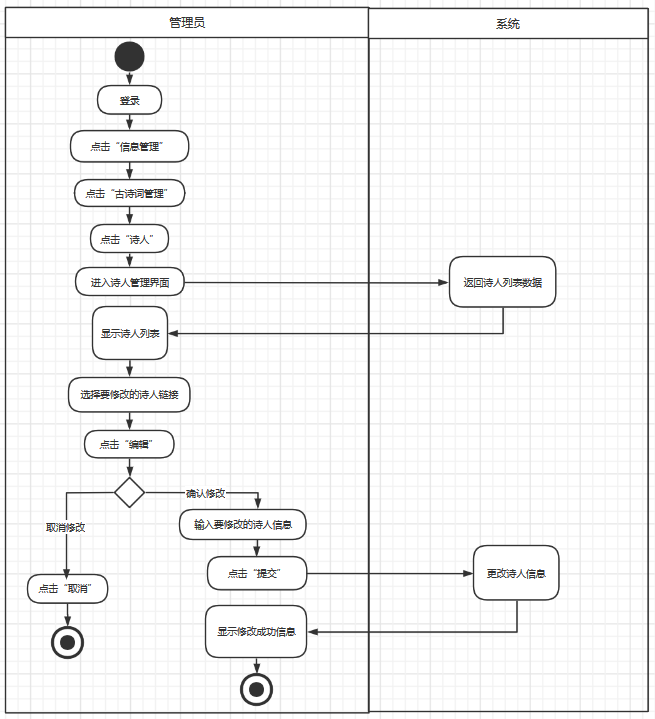 管理员
系统
登录
点击“信息管理”
点击“古诗词管理”
点击“诗人”
进入诗人管理界面
返回诗人列表数据
显示诗人列表
选择要修改的诗人链接
点击“编辑”
确认修改
取消修改
输入要修改的诗人信息
点击“提交”
更改诗人信息
点击“取消”
显示修改成功信息